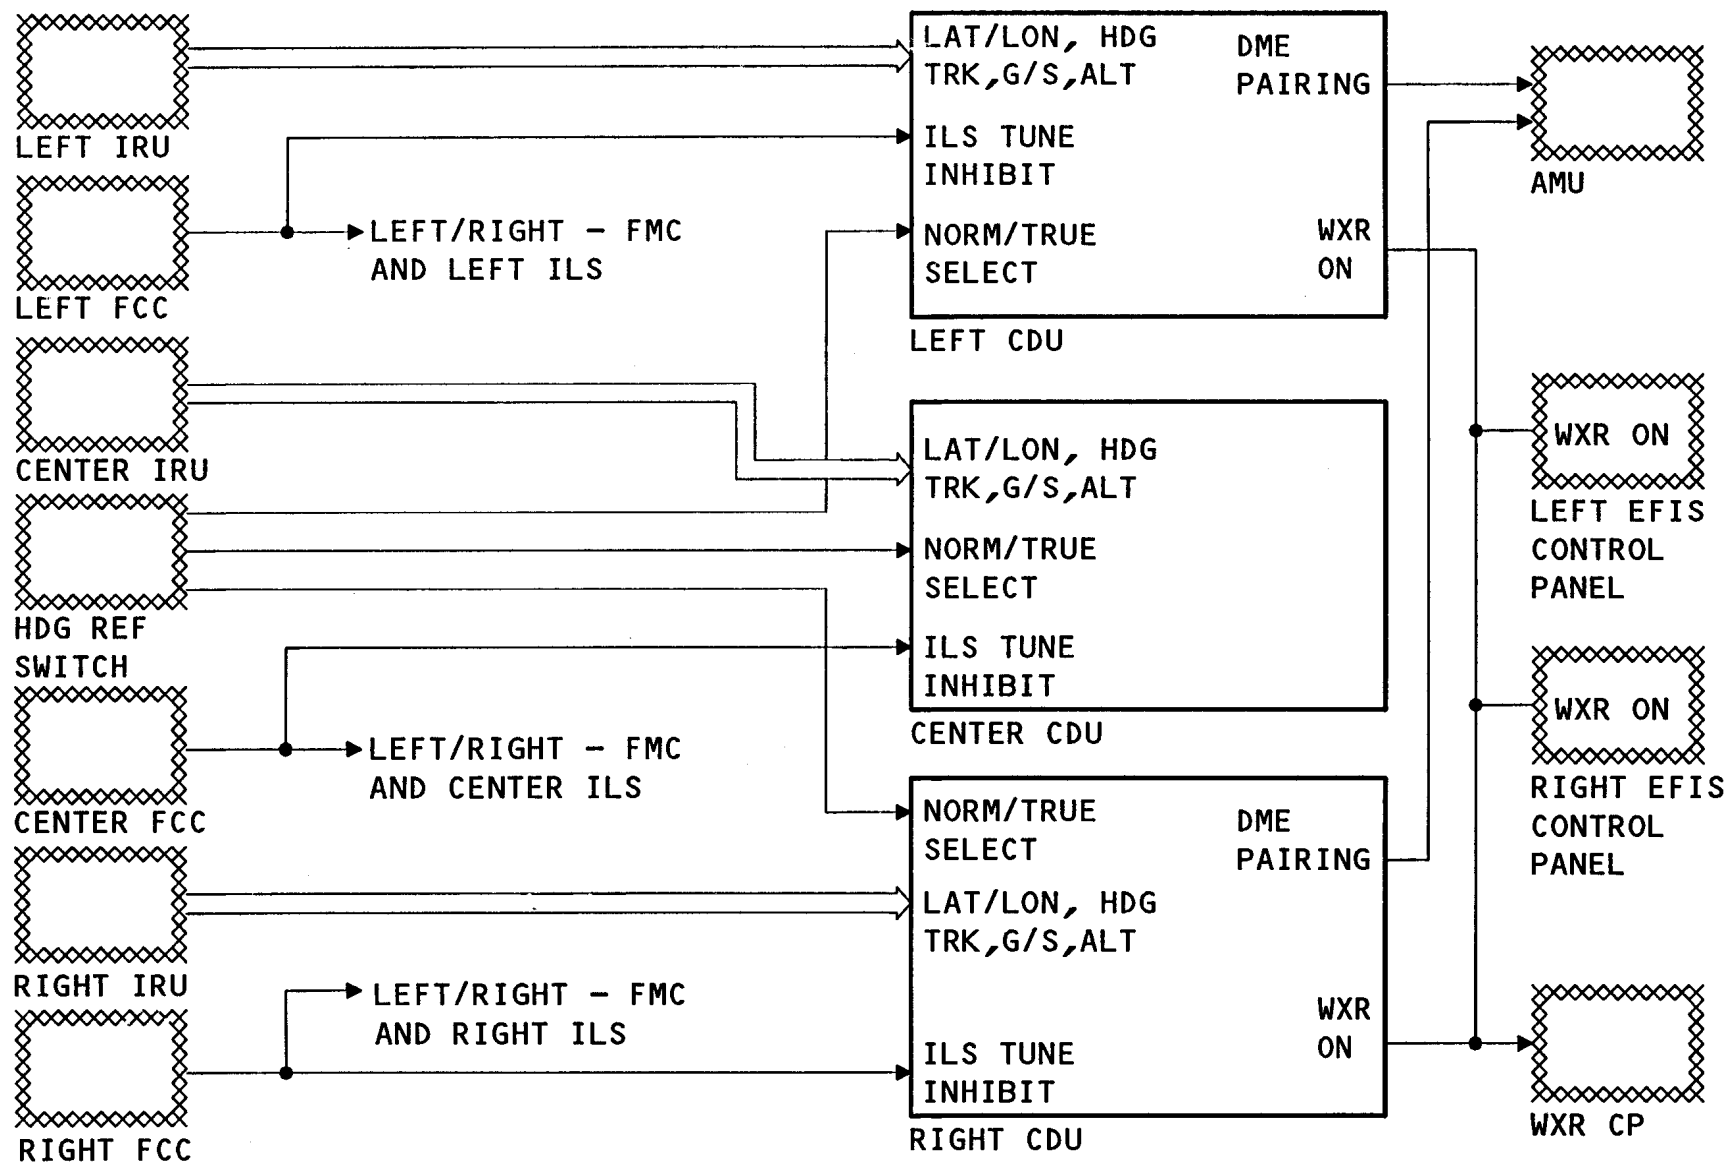 LEFT IRU
LEFT FCC
LEFT/RIGHT – FMC
AND LEFT ILS
CENTER IRU
HDG REF
SWITCH
CENTER FCC
LEFT/RIGHT – FMC
AND CENTER ILS
RIGHT IRU
LEFT/RIGHT – FMC
AND RIGHT ILS
RIGHT FCC
LAT/LON, HDG
TRK,G/S,ALT
DME
PAIRING
ILS TUNE
INHIBIT
NORM/TRUE
SELECT
WXR
ON
LEFT CDU
LAT/LON, HDG
TRK,G/S,ALT
NORM/TRUE
SELECT
ILS TUNE
INHIBIT
CENTER CDU
NORM/TRUE
SELECT
DME
PAIRING
LAT/LON, HDG
TRK,G/S,ALT
WXR
ON
ILS TUNE
INHIBIT
RIGHT CDU
AMU
WXR ON
LEFT EFIS
CONTROL
PANEL
WXR ON
RIGHT EFIS
CONTROL
PANEL
WXR CP